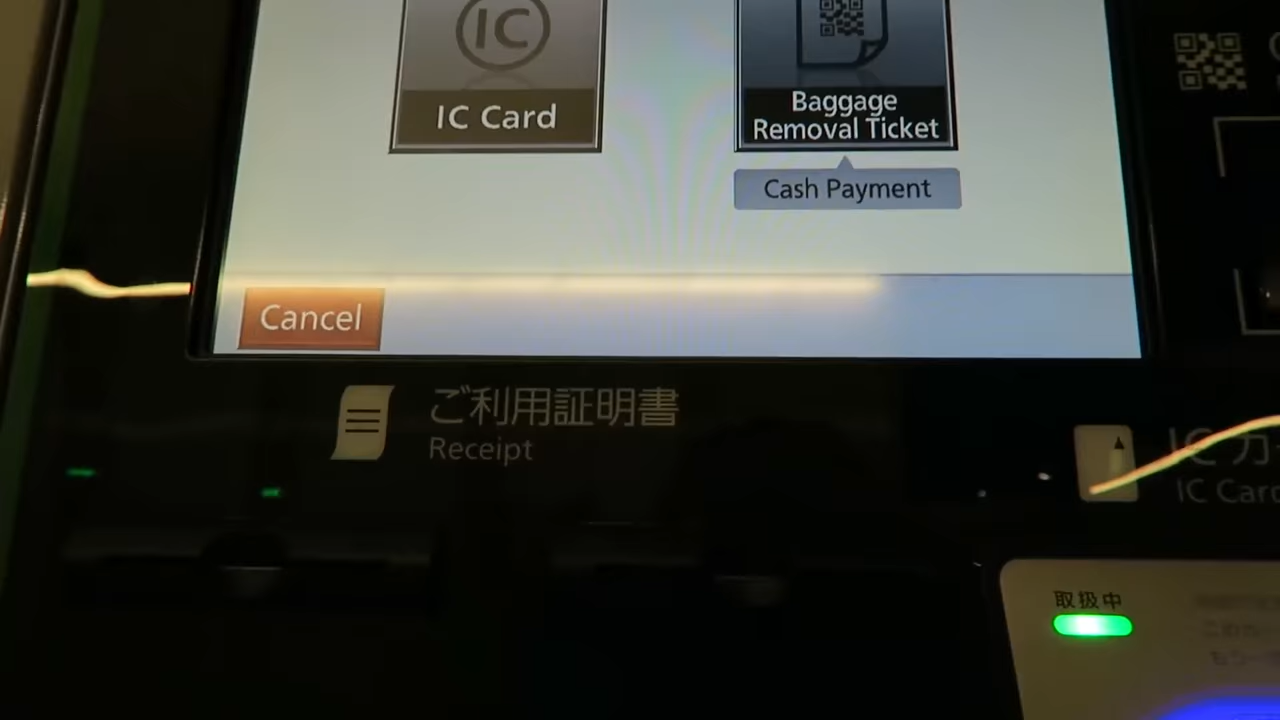 IC
IC Card
Baggage
Removal Ticket
Cash Payment
Cancel
ご利用証明書
Receipt
IC カ
IC Card
取扱中